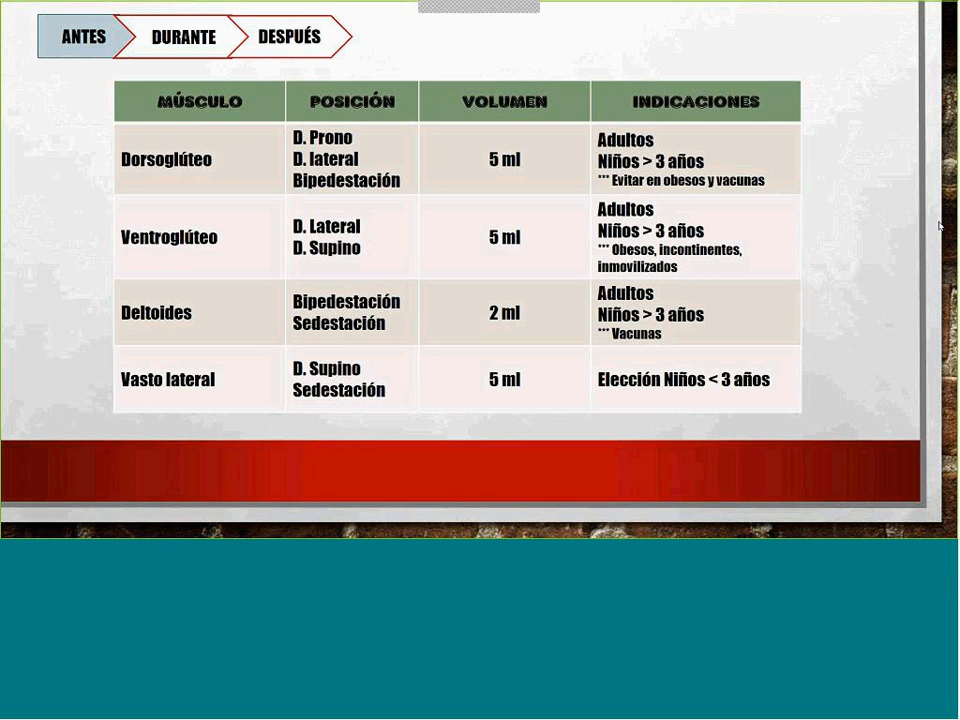 ANTES DURANTE DESPUÉS
MÚSCULO POSICIÓN VOLUMEN INDICACIONES
Dorsoglúteo
D. Prono
D. lateral
Bipedestación
5 ml
Adultos
Niños > 3 años
*** Evitar en obesos y vacunas
Ventroglúteo
D. Lateral
D. Supino
5 ml
Adultos
Niños > 3 años
*** Obesos, incontinentes,
inmovilizados
Deltoides
Bipedestación
Sedestación
2 ml
Adultos
Niños > 3 años
*** Vacunas
Vasto lateral
D. Supino
Sedestación
5 ml
Elección Niños < 3 años